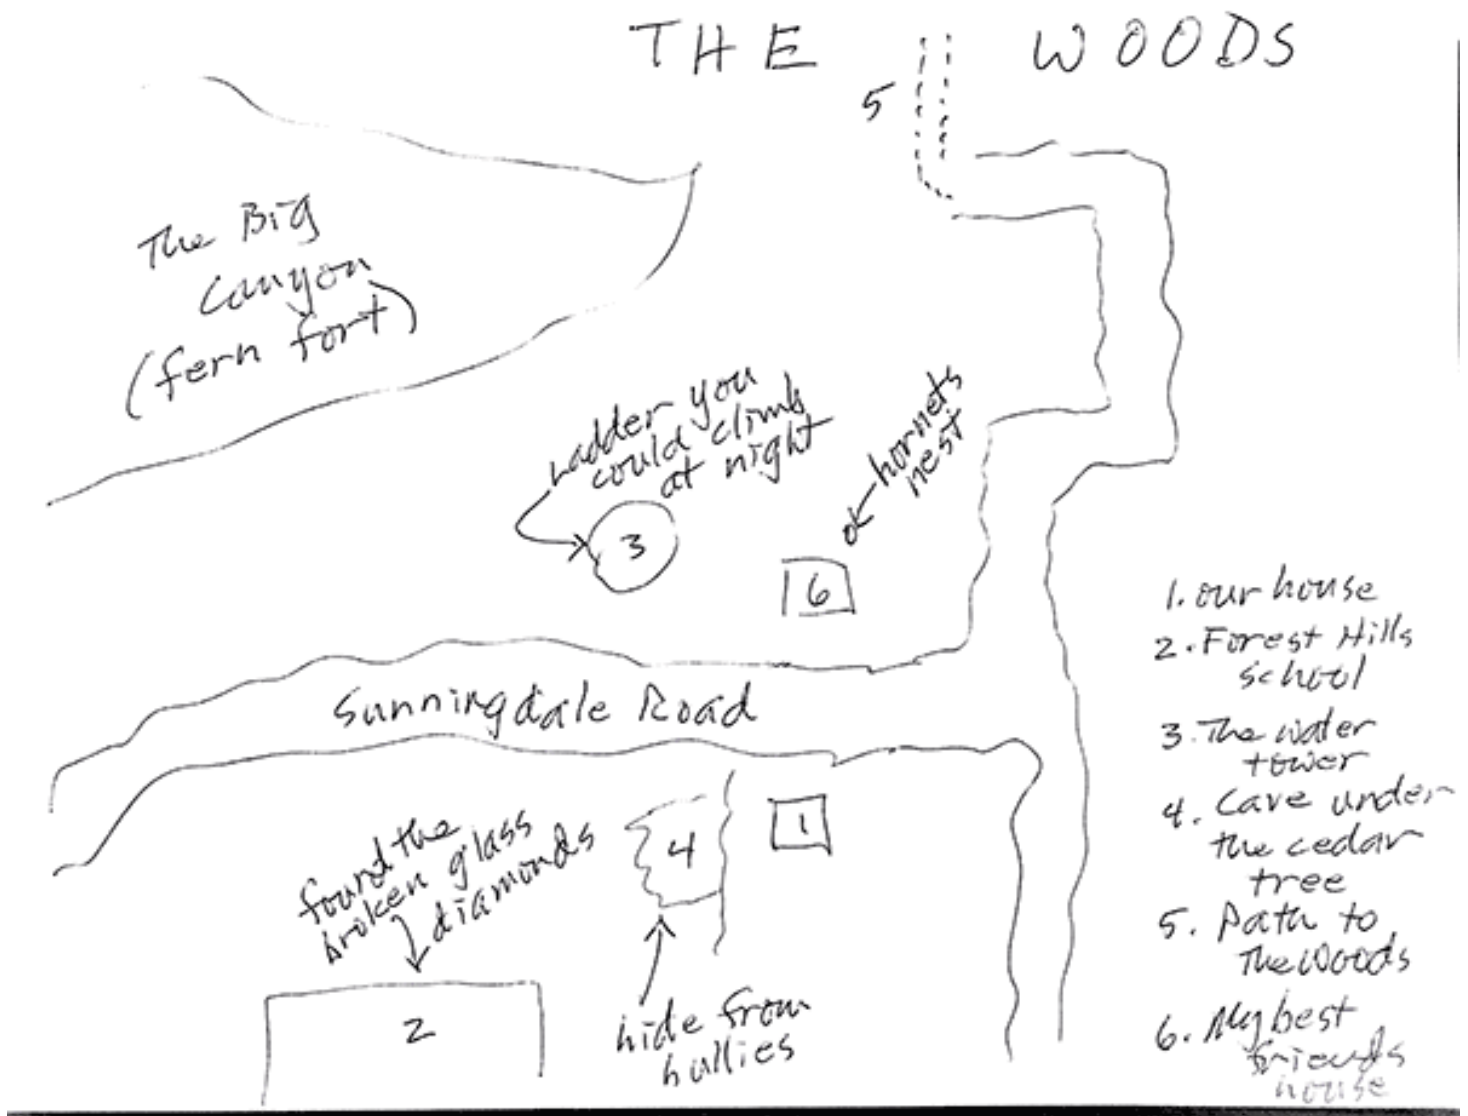 THE WOODS
5
The Big
Canyon
(fern fort)
Ladder you
could climb
at night
hornets
nest
3
6
Sunningdale Road
found the
broken glass
diamonds
4
1
2
hide from
bullies
1. our house
2. Forest Hills
school
3. The water
tower
4. Cave under
the cedar
tree
5. Path to
The Woods
6. My best
friends
house